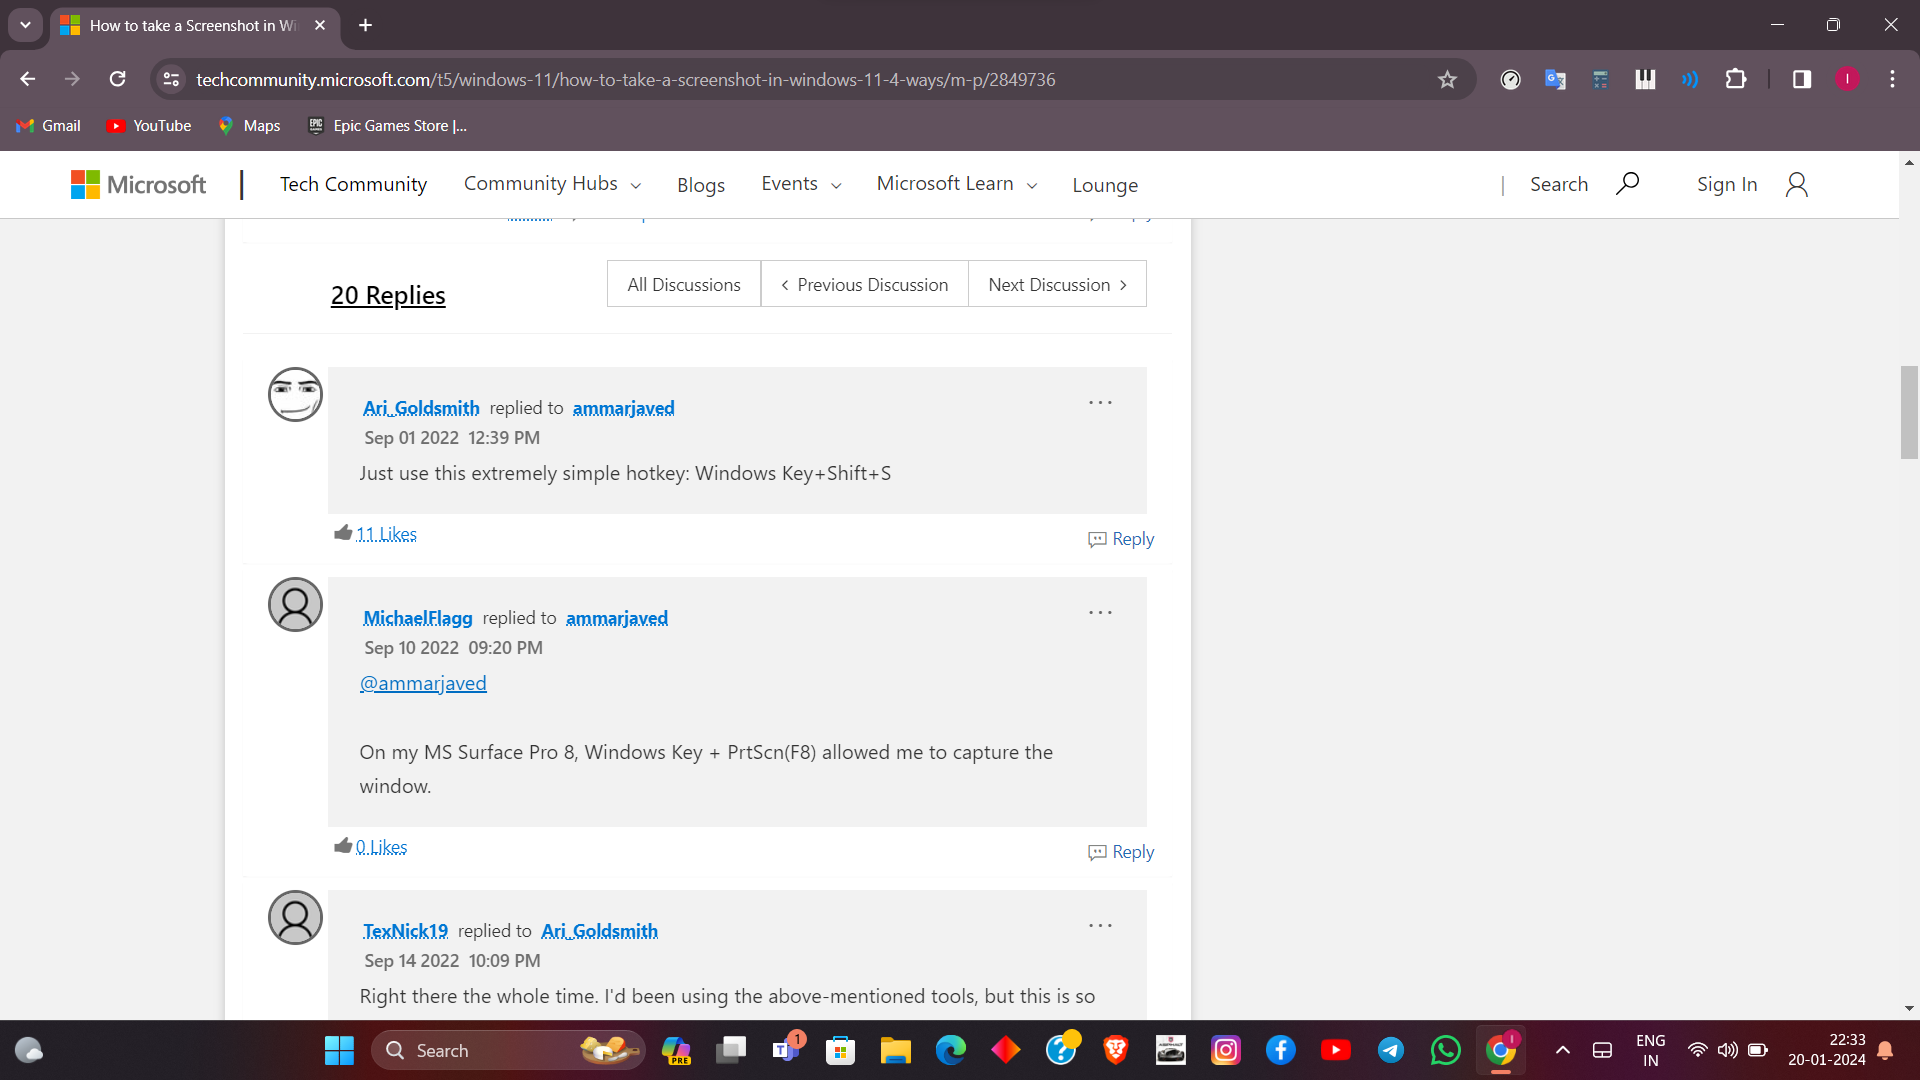 How to take a Screenshot in Wi
techcommunity.microsoft.com/t5/windows-11/how-to-take-a-screenshot-in-windows-11-4-ways/m-p/2849736
I
Gmail YouTube Maps Epic Games Store |...
Microsoft | Tech Community Community Hubs Blogs Events Microsoft Learn Lounge | Search Sign In
20 Replies
All Discussions
Previous Discussion
Next Discussion
Ari_Goldsmith replied to ammarjaved
Sep 01 2022 12:39 PM
Just use this extremely simple hotkey: Windows Key+Shift+S
11 Likes
Reply
MichaelFlagg replied to ammarjaved
Sep 10 2022 09:20 PM
@ammarjaved
On my MS Surface Pro 8, Windows Key + PrtScn(F8) allowed me to capture the
window.
0 Likes
Reply
TexNick19 replied to Ari_Goldsmith
Sep 14 2022 10:09 PM
Right there the whole time. I'd been using the above-mentioned tools, but this is so
Search
PRE
1
I
ENG
IN
22:33
20-01-2024